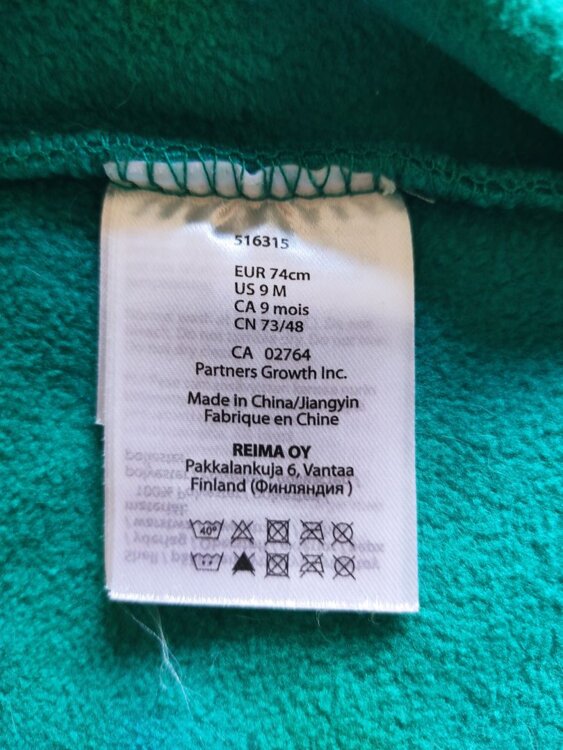 516315
EUR 74cm
US 9 M
CA 9 mois
CN 73/48
CA 02764
Partners Growth Inc.
Made in China/Jiangyin
Fabrique en Chine
REIMA OY
Pakkalankuja 6, Vantaa
Finland (Финляндия )
40°